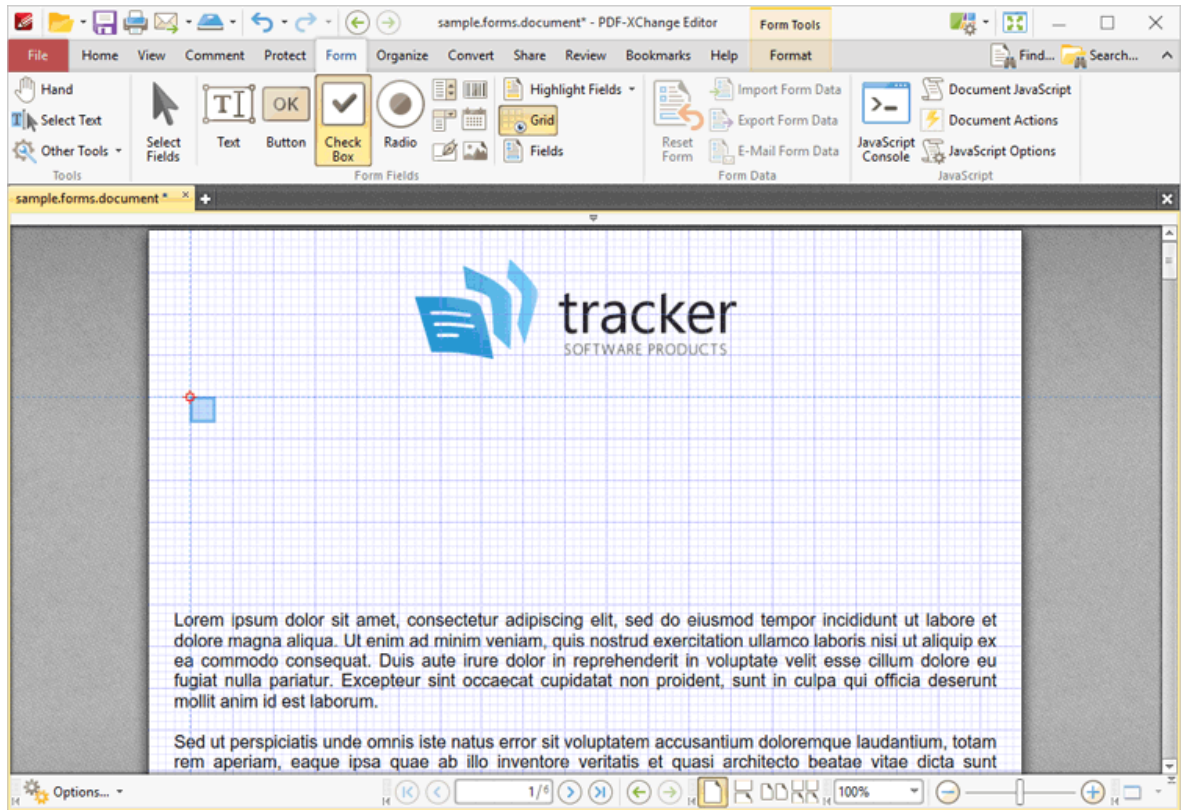 sample.forms.document* - PDF-XChange Editor
Form Tools
File Home View Comment Protect Form Organize Convert Share Review Bookmarks Help Format Find... Search...
Hand
Select Text
Other Tools
Tools
Select Fields
Text
OK
Button
Check Box
Radio
Form Fields
Highlight Fields
Grid
Fields
Reset Form
Import Form Data
Export Form Data
E-Mail Form Data
Form Data
JavaScript Console
Document JavaScript
Document Actions
JavaScript Options
JavaScript
sample.forms.document *
tracker
SOFTWARE PRODUCTS
Lorem ipsum dolor sit amet, consectetur adipiscing elit, sed do eiusmod tempor incididunt ut labore et
dolore magna aliqua. Ut enim ad minim veniam, quis nostrud exercitation ullamco laboris nisi ut aliquip ex
ea commodo consequat. Duis aute irure dolor in reprehenderit in voluptate velit esse cillum dolore eu
fugiat nulla pariatur. Excepteur sint occaecat cupidatat non proident, sunt in culpa qui officia deserunt
mollit anim id est laborum.
Sed ut perspiciatis unde omnis iste natus error sit voluptatem accusantium doloremque laudantium, totam
rem aperiam, eaque ipsa quae ab illo inventore veritatis et quasi architecto beatae vitae dicta sunt
Options...
1/6
100%